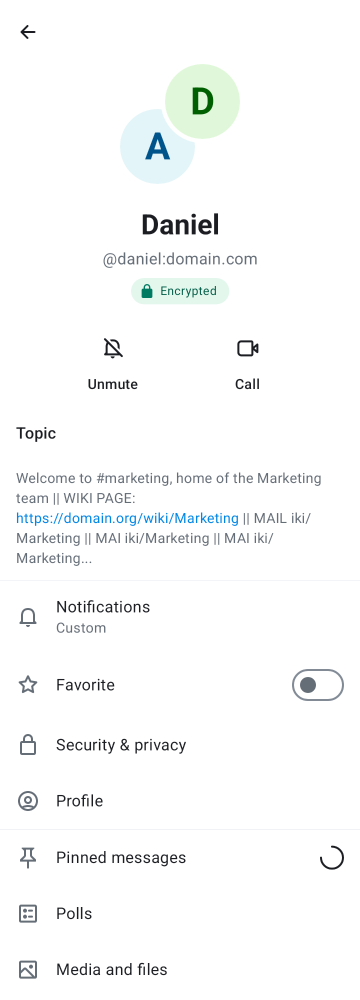 D
A
Daniel
@daniel:domain.com
Encrypted
Unmute
Call
Topic
Welcome to #marketing, home of the Marketing
team || WIKI PAGE:
https://domain.org/wiki/Marketing || MAIL iki/
Marketing || MAI iki/Marketing || MAI iki/
Marketing...
Notifications
Custom
Favorite
Security & privacy
Profile
Pinned messages
Polls
Media and files